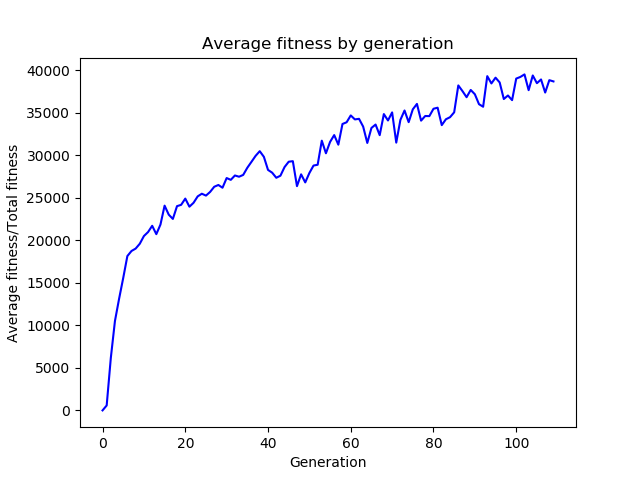 Average fitness by generation
Average fitness/Total fitness
40000
35000
30000
25000
20000
15000
10000
5000
0
0 20 40 60 80 100
Generation